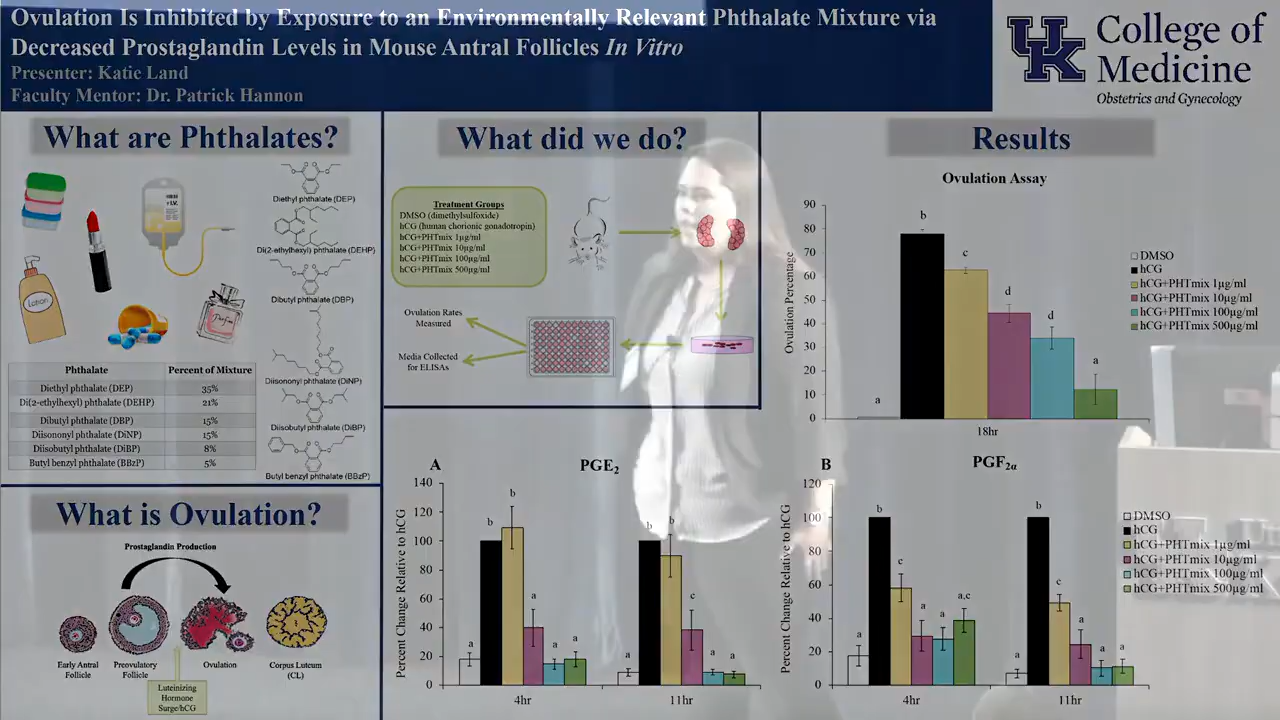 Ovulation Is Inhibited by Exposure to an Environmentally Relevant Phthalate Mixture via
Decreased Prostaglandin Levels in Mouse Antral Follicles In Vitro
Presenter: Katie Land
Faculty Mentor: Dr. Patrick Hannon
UK College of
Medicine
Obstetrics and Gynecology
What are Phthalates?
Diethyl phthalate (DEP)
Di(2-ethylhexyl) phthalate (DEHP)
Dibutyl phthalate (DBP)
Diisononyl phthalate (DiNP)
Diisobutyl phthalate (DiBP)
Butyl benzyl phthalate (BBzP)
Lotion
Parfum
Phthalate Percent of Mixture
Diethyl phthalate (DEP) 35%
Di(2-ethylhexyl) phthalate (DEHP) 21%
Dibutyl phthalate (DBP) 15%
Diisononyl phthalate (DiNP) 15%
Diisobutyl phthalate (DiBP) 8%
Butyl benzyl phthalate (BBzP) 5%
What is Ovulation?
Prostaglandin Production
Early Antral
Follicle
Preovulatory
Follicle
Ovulation
Corpus Luteum
(CL)
Luteinizing
Hormone
Surge/hCG
What did we do?
Treatment Groups
DMSO (dimethylsulfoxide)
hCG (human chorionic gonadotropin)
hCG+PHTmix 1µg/ml
hCG+PHTmix 10µg/ml
hCG+PHTmix 100µg/ml
hCG+PHTmix 500µg/ml
Ovulation Rates
Measured
Media Collected
for ELISAs
Results
Ovulation Assay
Ovulation Percentage
90
80
70
60
50
40
30
20
10
0
a
b
c
d
d
a
18hr
DMSO
hCG
hCG+PHTmix 1µg/ml
hCG+PHTmix 10µg/ml
hCG+PHTmix 100µg/ml
hCG+PHTmix 500µg/ml
A
PGE2
Percent Change Relative to hCG
140
120
100
80
60
40
20
0
a
b
b
a
a
a
a
b
b
c
a
a
4hr
11hr
B
PGF2α
Percent Change Relative to hCG
120
100
80
60
40
20
0
a
b
c
a
a
a,c
a
b
c
a
a
a
4hr
11hr
DMSO
hCG
hCG+PHTmix 1µg/ml
hCG+PHTmix 10µg/ml
hCG+PHTmix 100µg/ml
hCG+PHTmix 500µg/ml